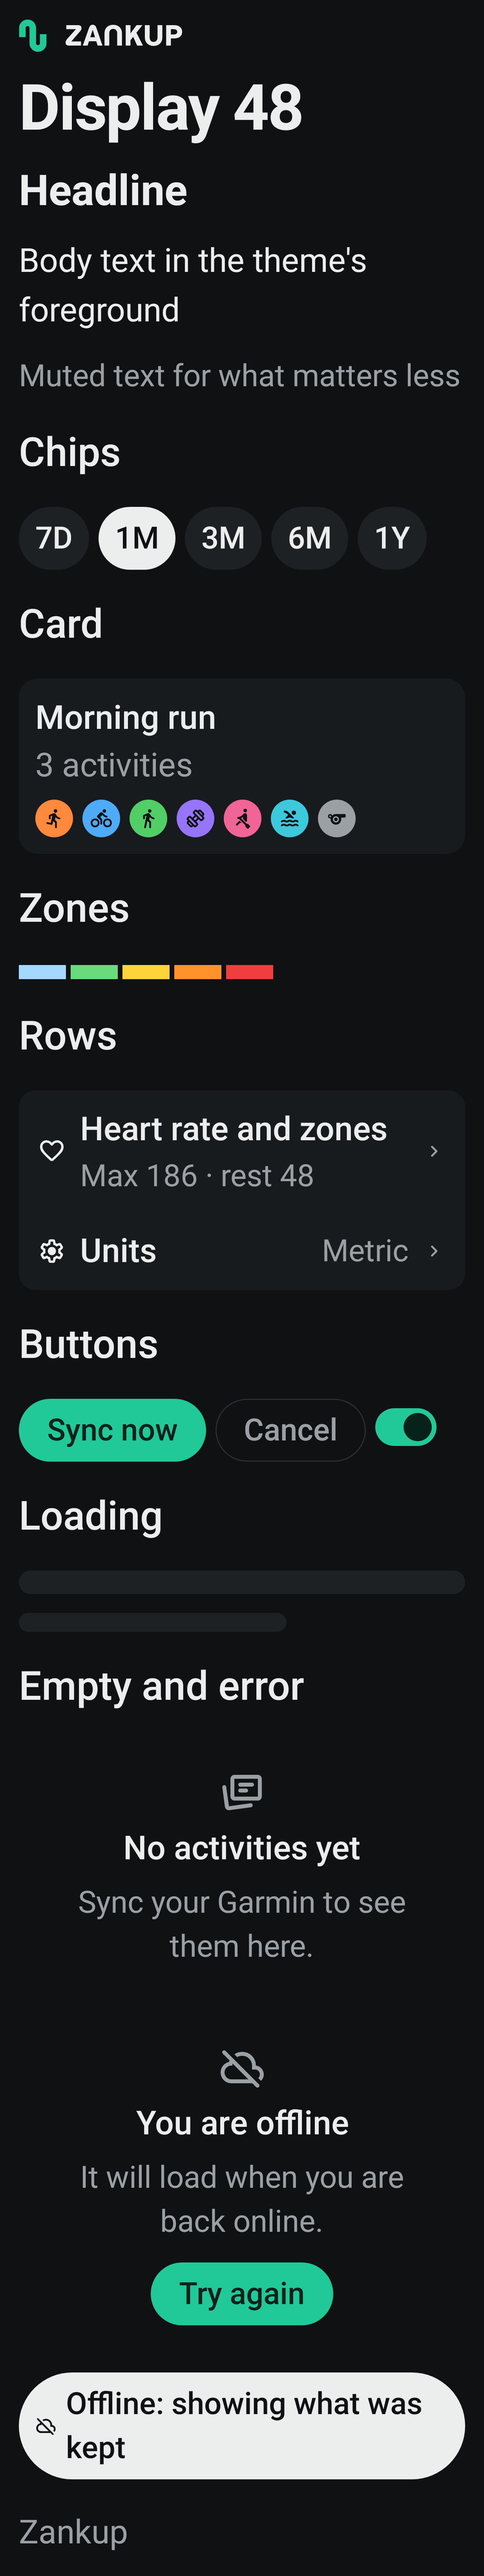 ZANKUP
Display 48
Headline
Body text in the theme's
foreground
Muted text for what matters less
Chips
7D 1M 3M 6M 1Y
Card
Morning run
3 activities
Zones
Rows
Heart rate and zones
Max 186 · rest 48
Units Metric
Buttons
Sync now Cancel
Loading
Empty and error
No activities yet
Sync your Garmin to see
them here.
You are offline
It will load when you are
back online.
Try again
Offline: showing what was
kept
Zankup